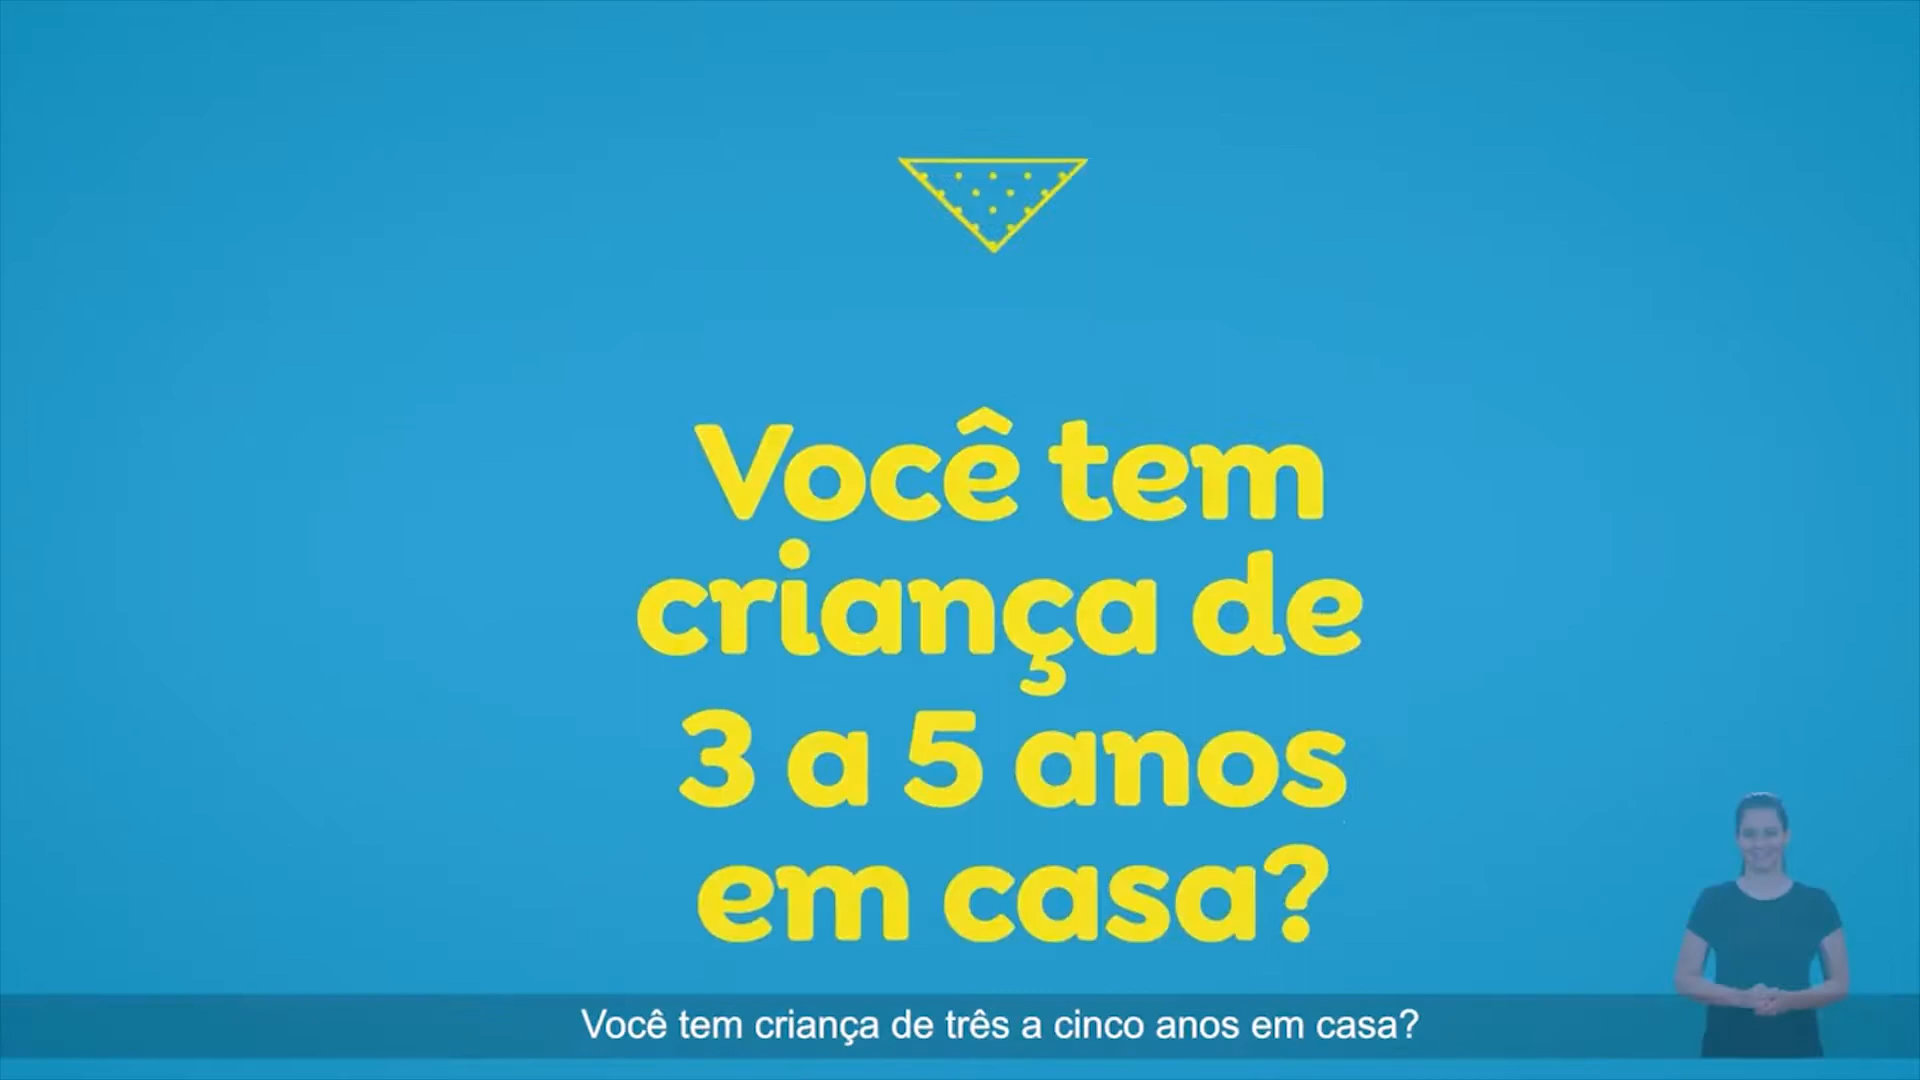 Você tem
criança de
3 a 5 anos
em casa?
Você tem criança de três a cinco anos em casa?